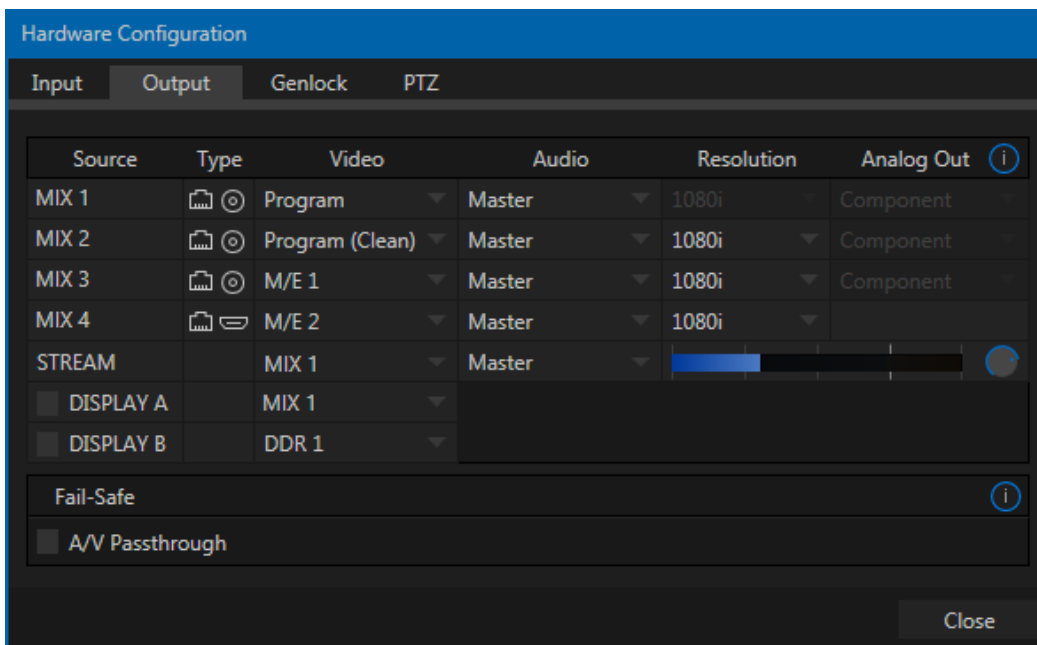 Hardware Configuration
Input Output Genlock PTZ
Source Type Video Audio Resolution Analog Out i
MIX 1 Program Master 1080i Component
MIX 2 Program (Clean) Master 1080i Component
MIX 3 M/E 1 Master 1080i Component
MIX 4 M/E 2 Master 1080i
STREAM MIX 1 Master
DISPLAY A MIX 1
DISPLAY B DDR 1
Fail-Safe i
A/V Passthrough
Close